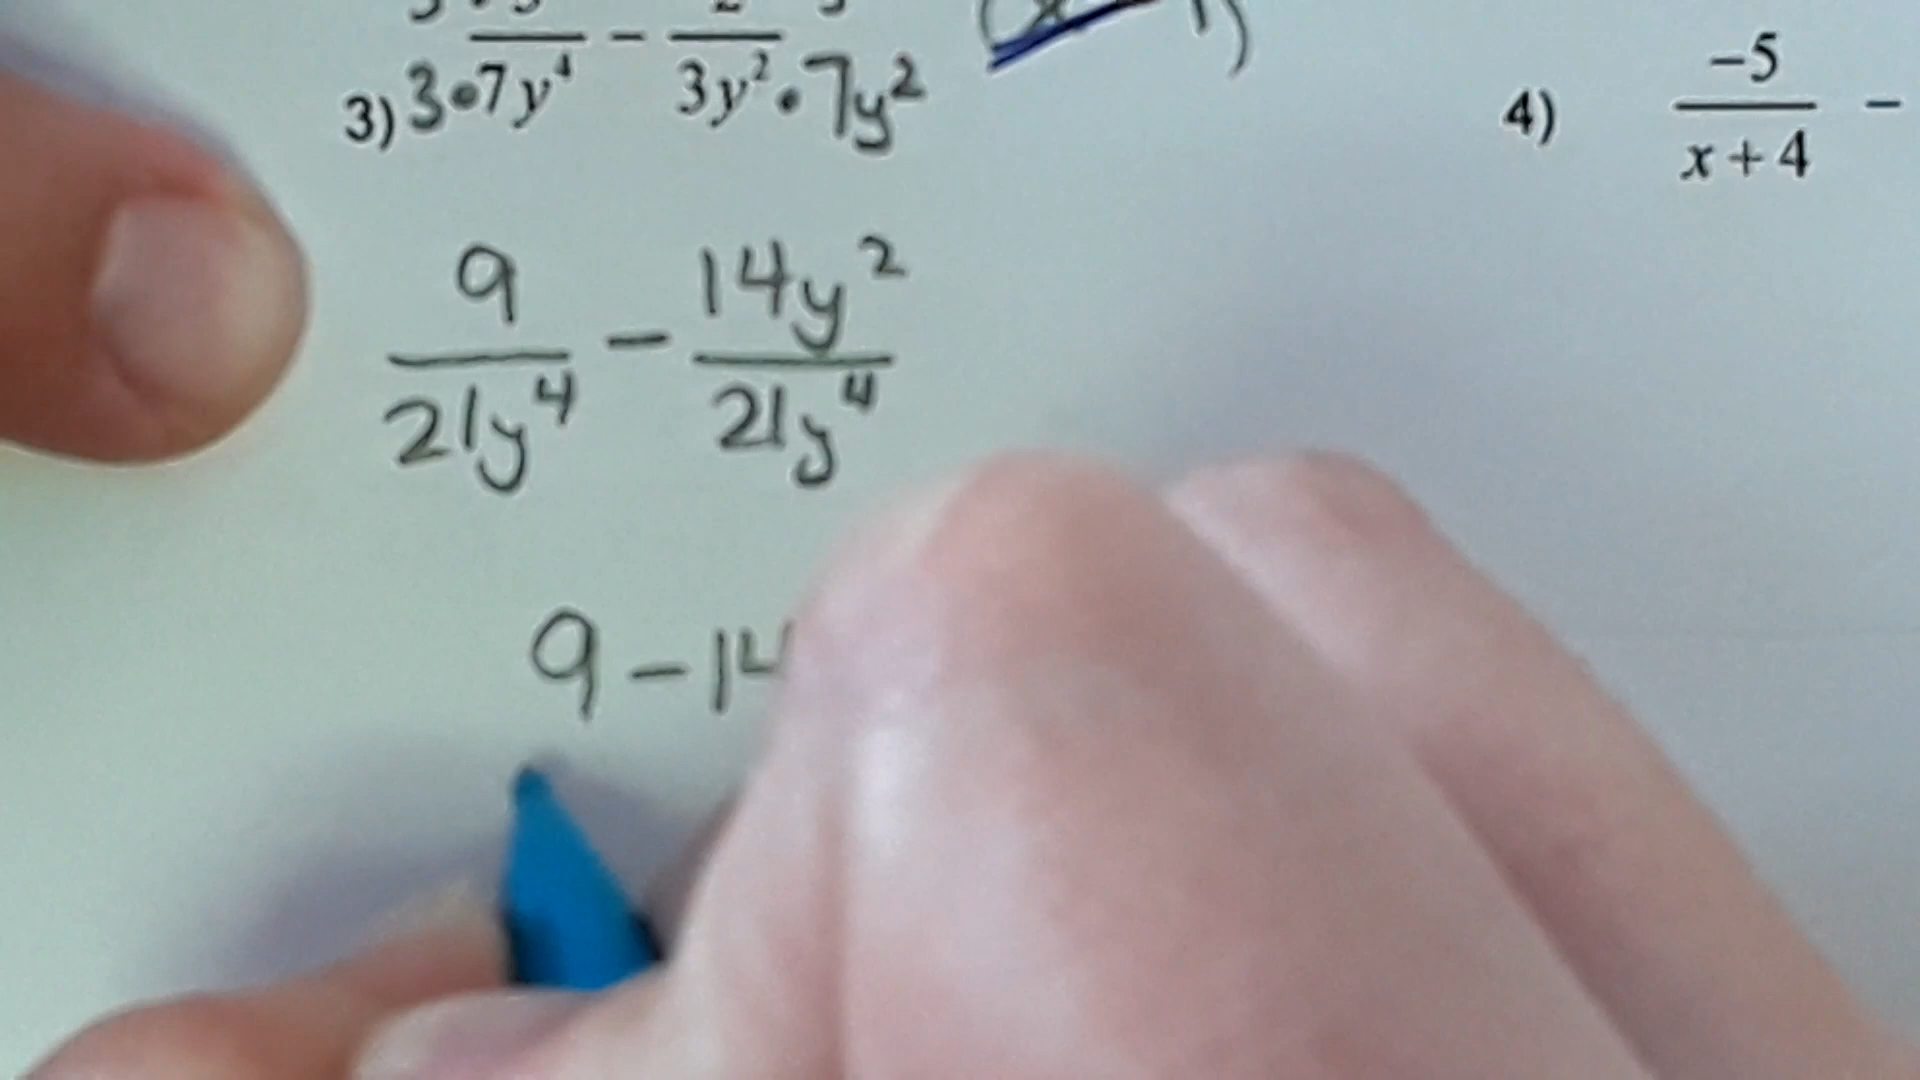 3) 3•7y⁴ − 3y²•7y²
9 − 14y²
21y⁴ 21y⁴
9 − 14
4) −5 −
x + 4